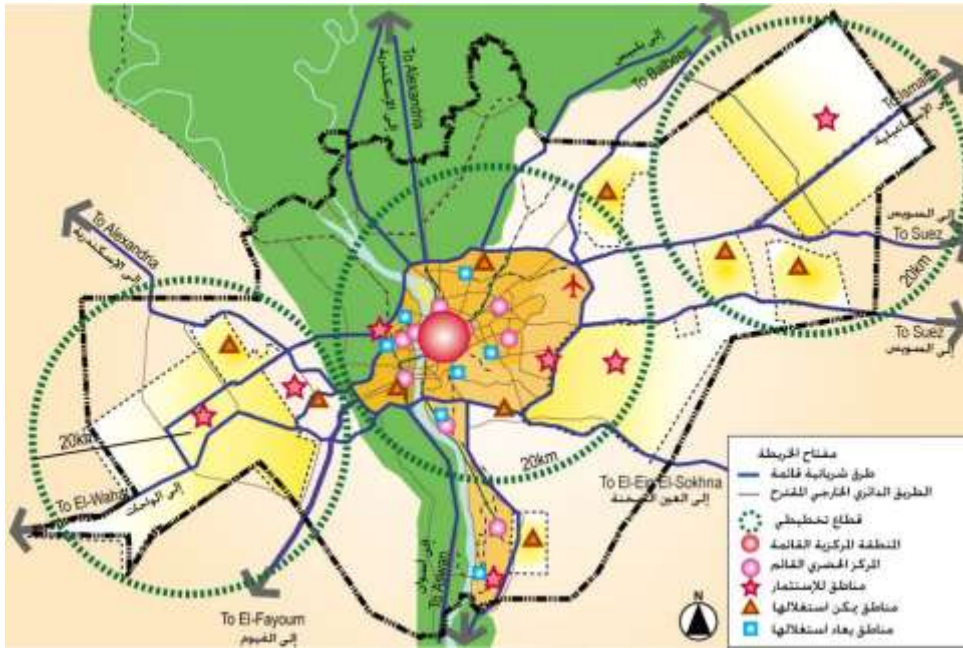 To Alexandria
إلى الإسكندرية
إلى بلبيس
To Balbees
To Ismailia
إلى الإسماعيلية
إلى السويس
To Suez
20km
To Suez
إلى السويس
To Alexandria
إلى الإسكندرية
20km
To El-Wahat
إلى الواحات
To El-Fayoum
إلى الفيوم
إلى أسوان
To Aswan
20km
To El-Ein El-Sokhna
إلى العين السخنة
N
مفتاح الخريطة
طرق شريانية قائمة
الطريق الدائري الخارجي المقترح
قطاع تخطيطي
المنطقة المركزية القائمة
المركز الحضري القائم
مناطق للإستثمار
مناطق يمكن استغلالها
مناطق يعاد استغلالها